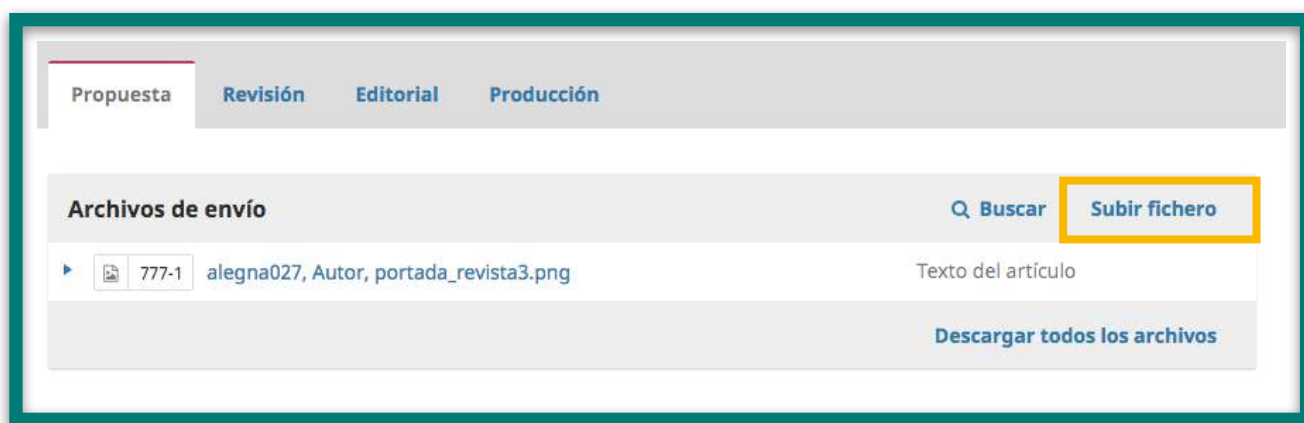 Propuesta Revisión Editorial Producción
Archivos de envío Buscar Subir fichero
777-1 alegna027, Autor, portada_revista3.png Texto del artículo
Descargar todos los archivos